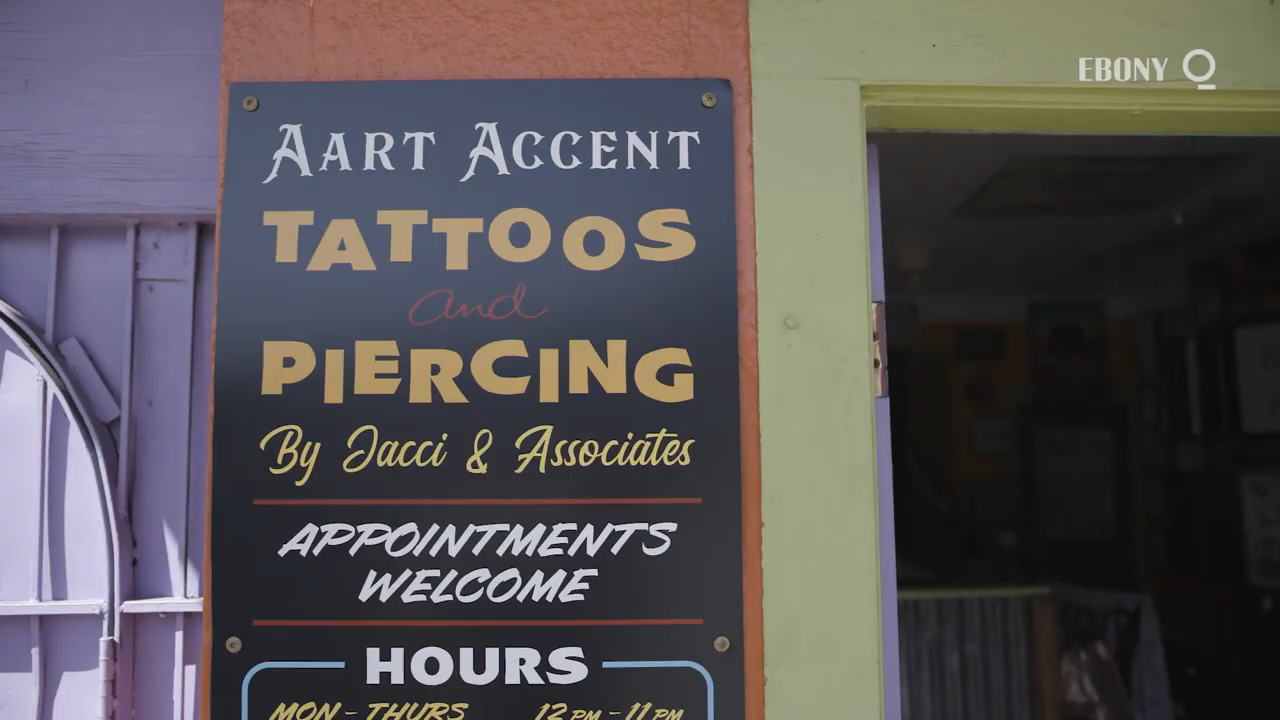 EBONY
AART ACCENT
TATTOOS
and
PIERCING
By Jacci & Associates
APPOINTMENTS
WELCOME
HOURS
MON - THURS 12 PM - 11 PM